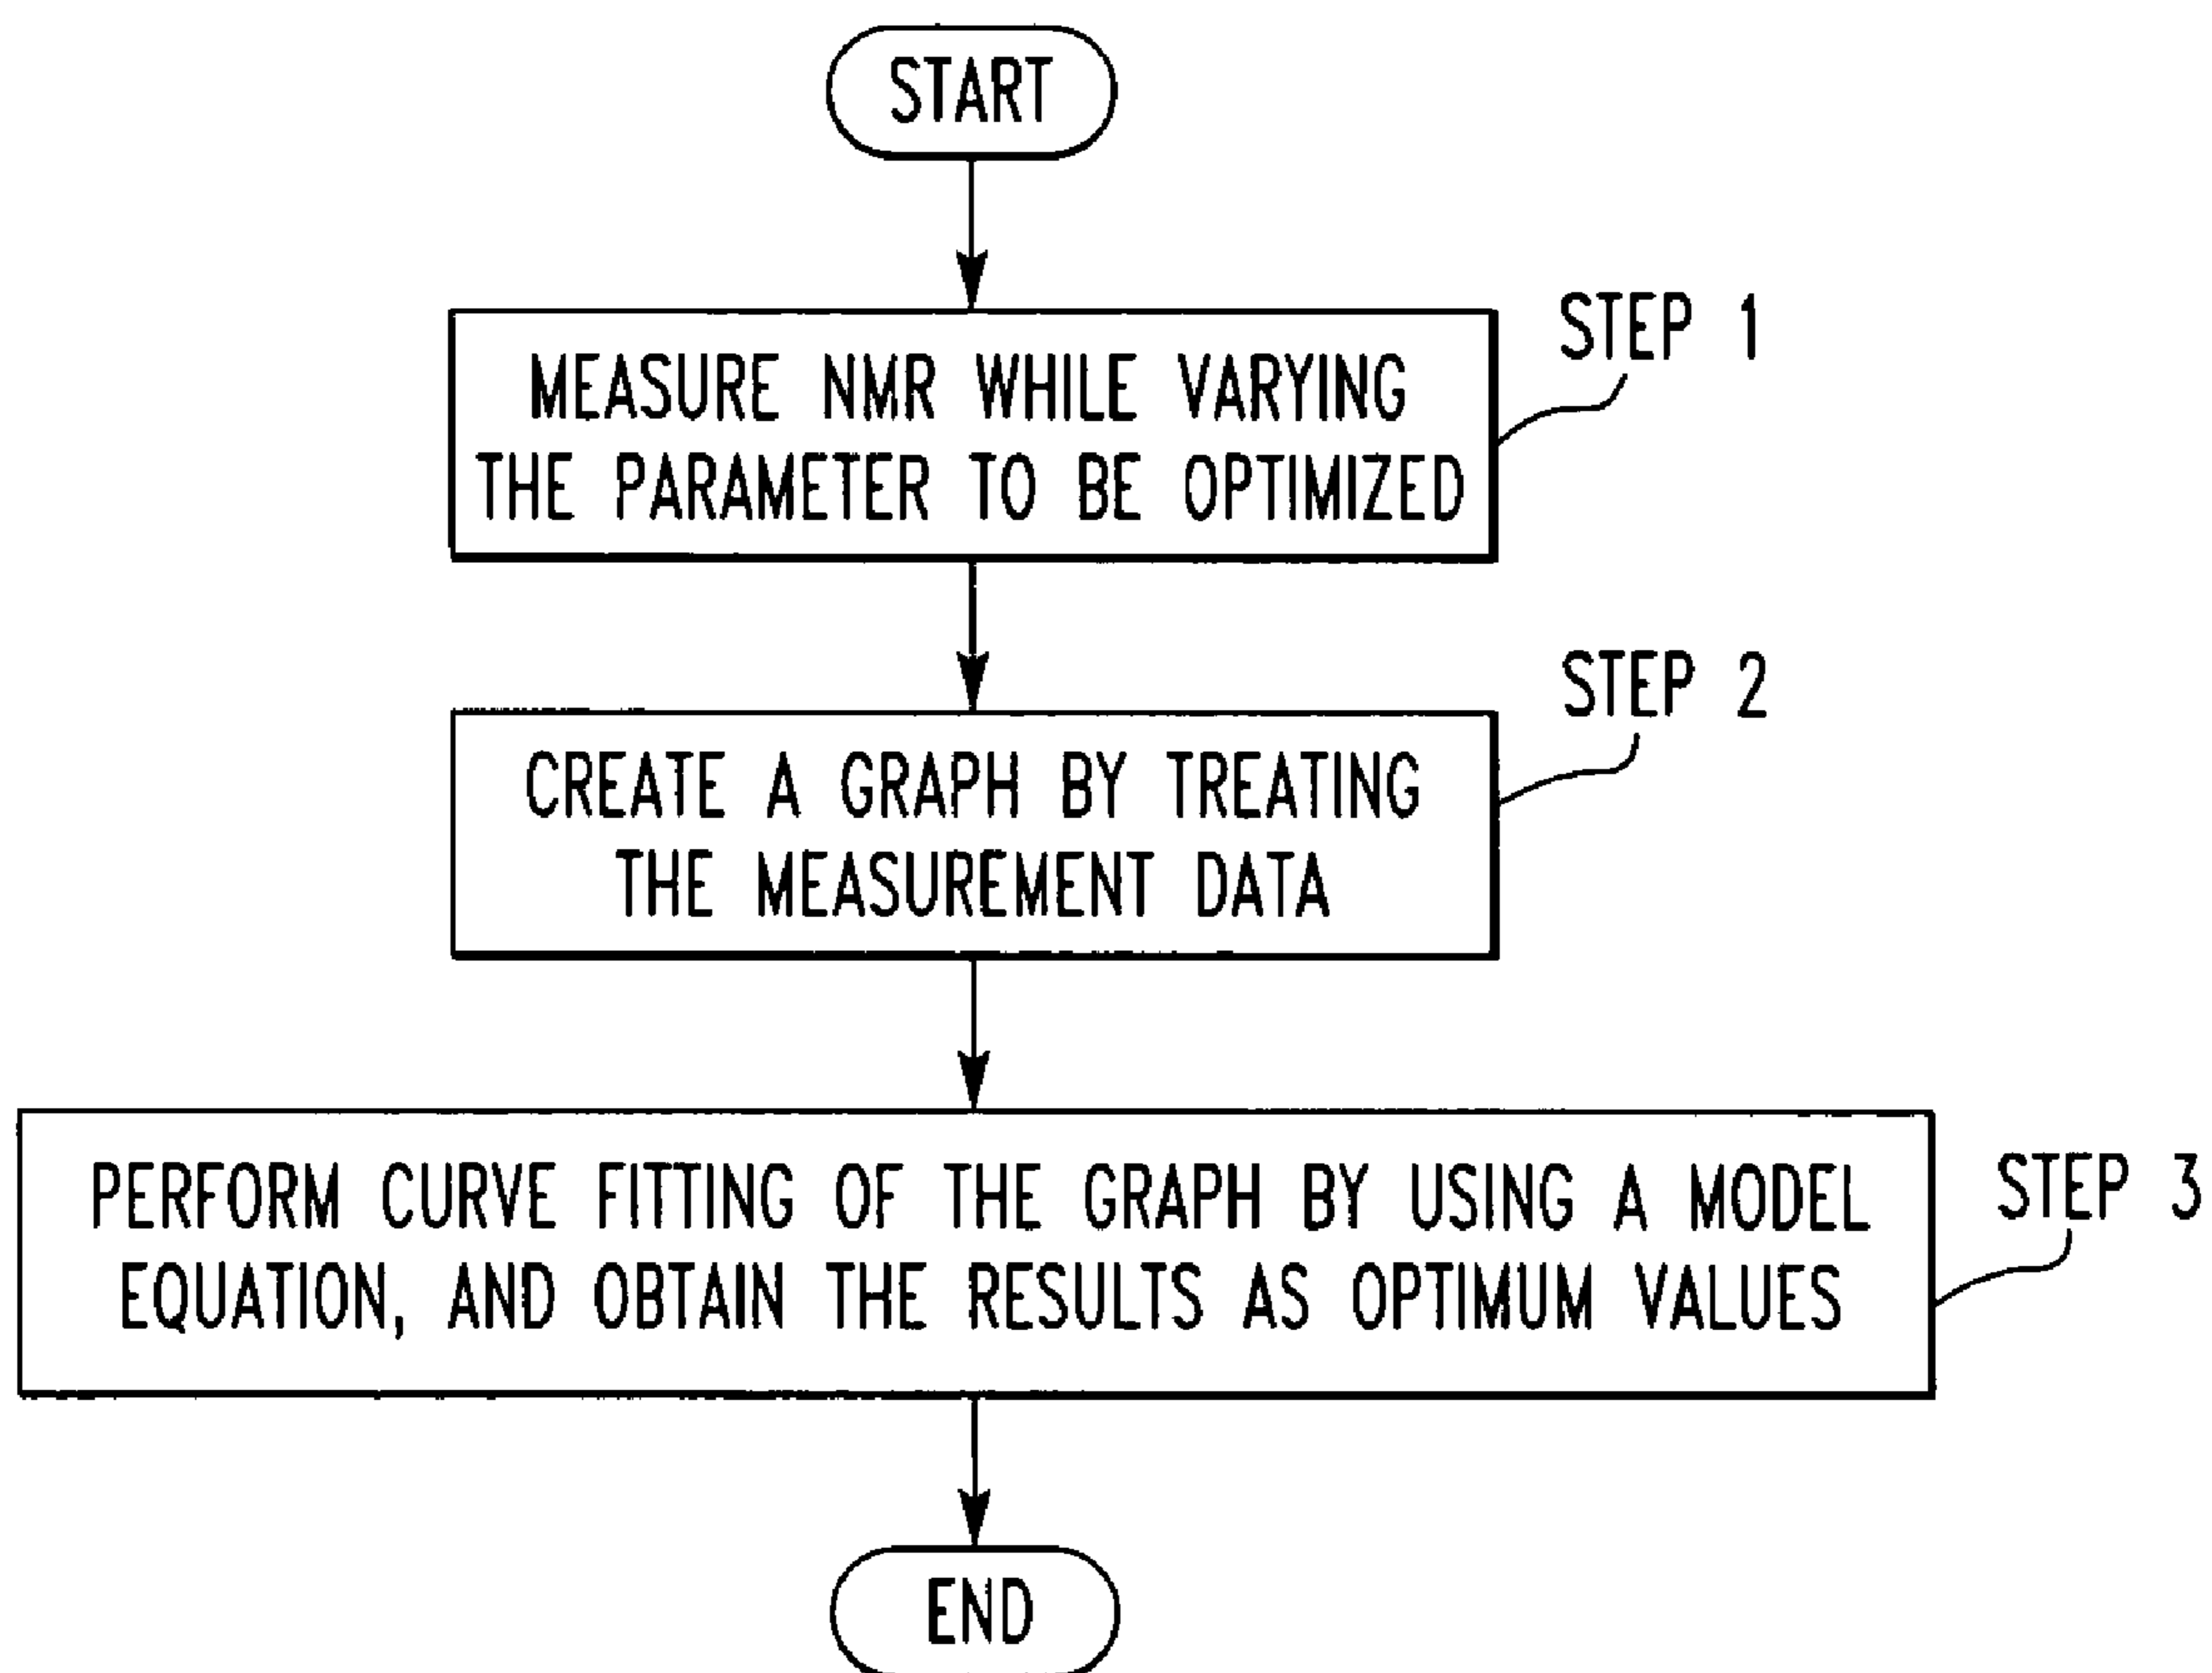 START
STEP 1
MEASURE NMR WHILE VARYING
THE PARAMETER TO BE OPTIMIZED
STEP 2
CREATE A GRAPH BY TREATING
THE MEASUREMENT DATA
STEP 3
PERFORM CURVE FITTING OF THE GRAPH BY USING A MODEL
EQUATION, AND OBTAIN THE RESULTS AS OPTIMUM VALUES
END